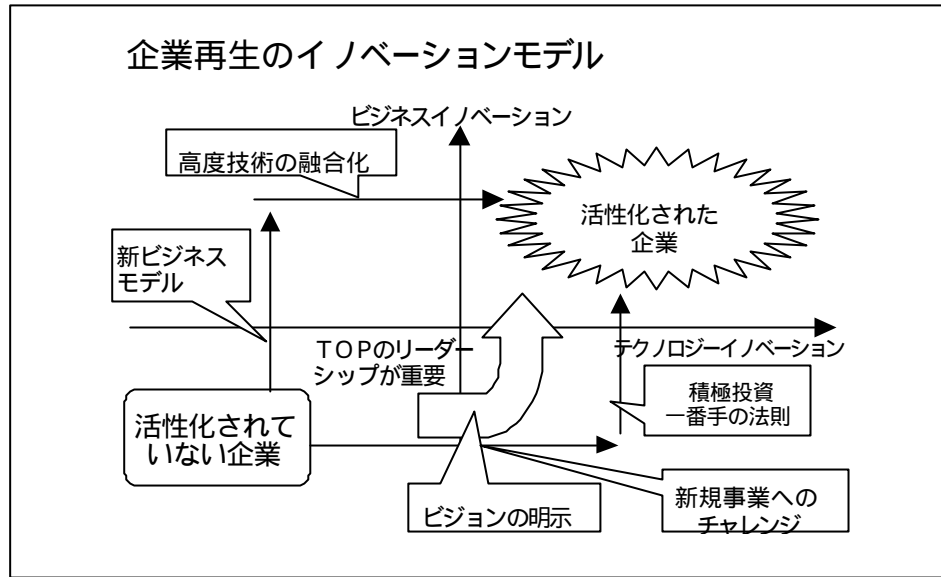 企業再生のイノベーションモデル
ビジネスイノベーション
高度技術の融合化
活性化された
企業
新ビジネス
モデル
TOPのリーダー
シップが重要
テクノロジーイノベーション
積極投資
一番手の法則
活性化されて
いない企業
ビジョンの明示
新規事業への
チャレンジ